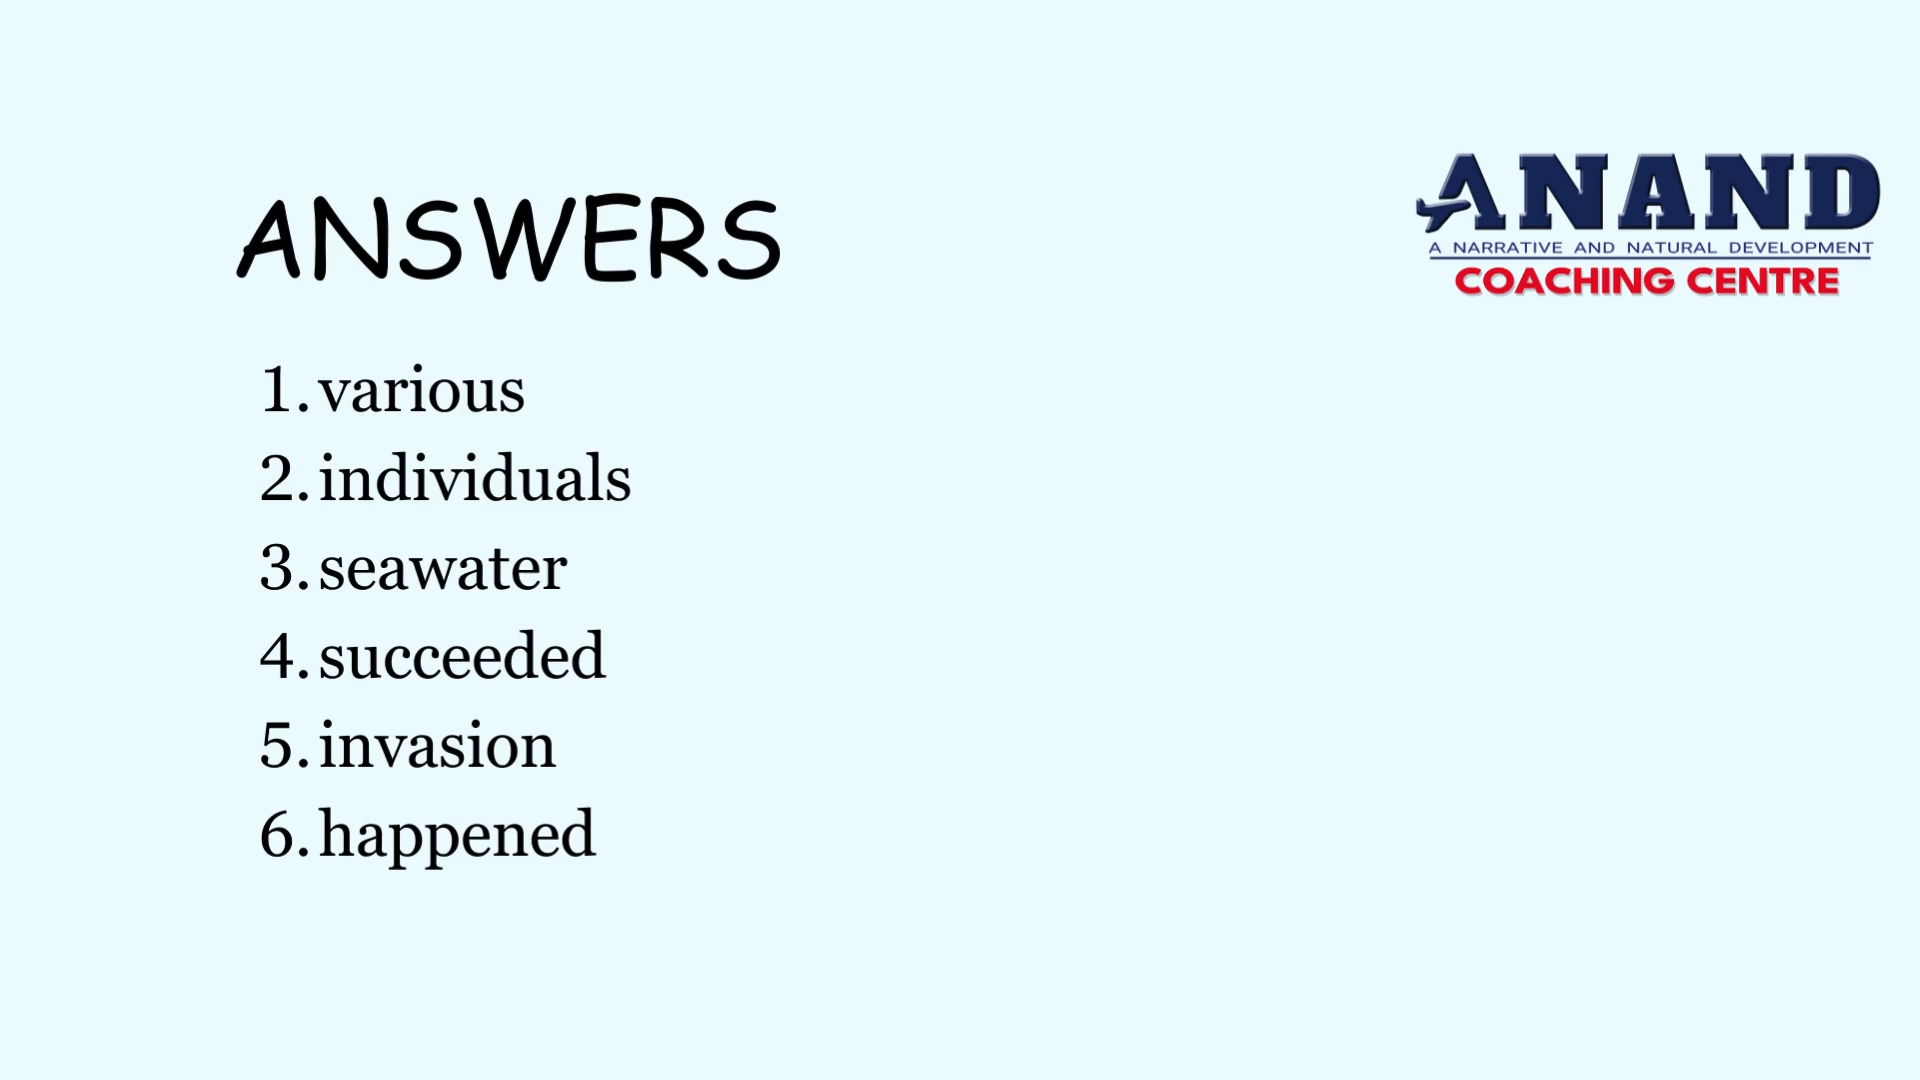 ANAND
A NARRATIVE AND NATURAL DEVELOPMENT
COACHING CENTRE
ANSWERS
1. various
2. individuals
3. seawater
4. succeeded
5. invasion
6. happened